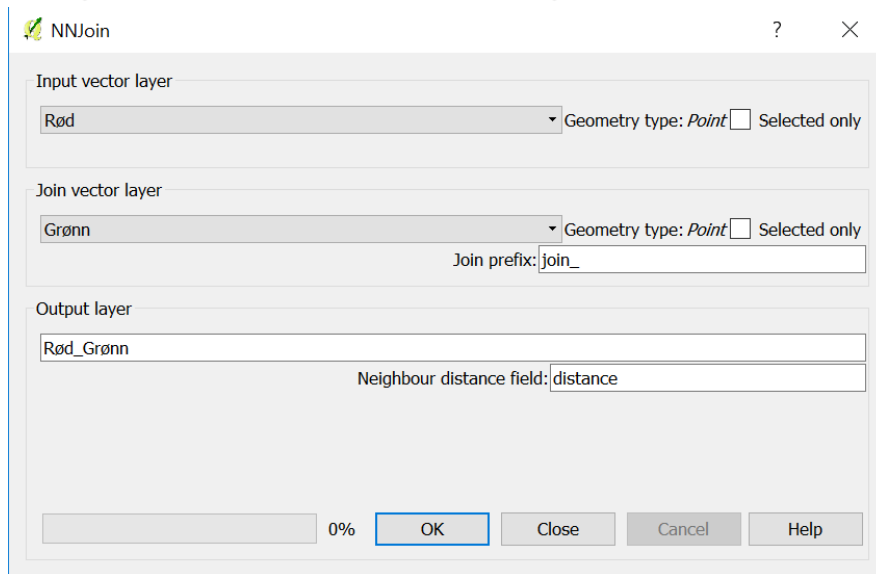 NNJoin ?
Input vector layer
Rød Geometry type: Point Selected only
Join vector layer
Grønn Geometry type: Point Selected only
Join prefix: join_
Output layer
Rød_Grønn
Neighbour distance field: distance
0% OK Close Cancel Help